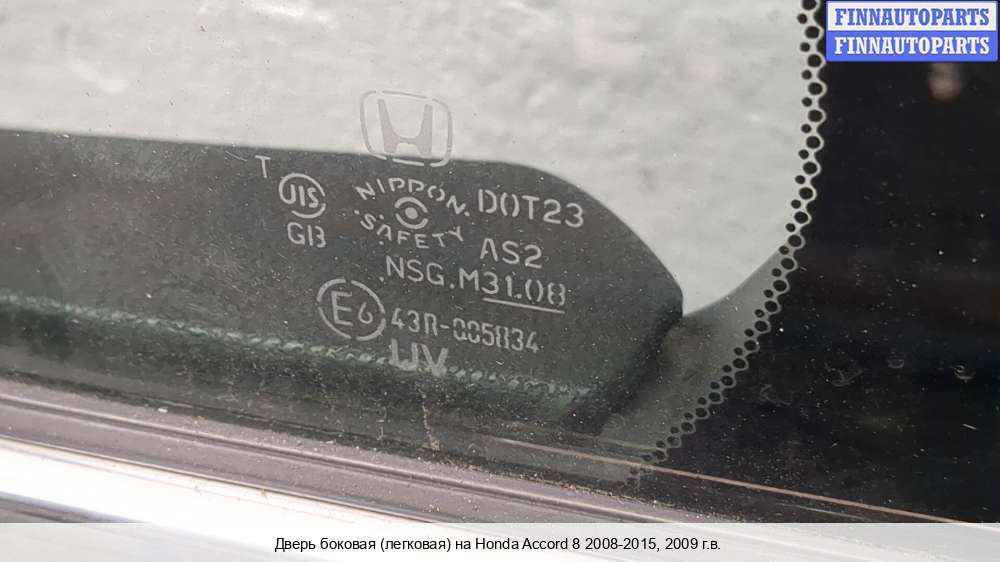 FINNAUTOPARTS
FINNAUTOPARTS
T
JIS
G13
NIPPON.
SAFETY
DOT23
AS2
NSG.M31.08
E6
43R-005834
UV
Дверь боковая (легковая) на Honda Accord 8 2008-2015, 2009 г.в.